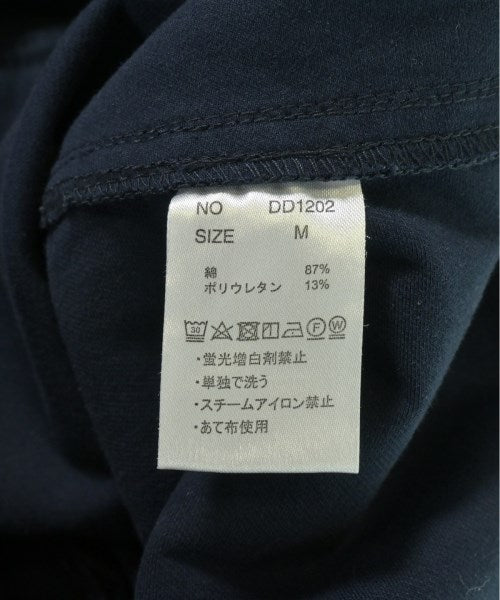 NO DD1202
SIZE M
綿 87%
ポリウレタン 13%
30 F W
・蛍光増白剤禁止
・単独で洗う
・スチームアイロン禁止
・あて布使用